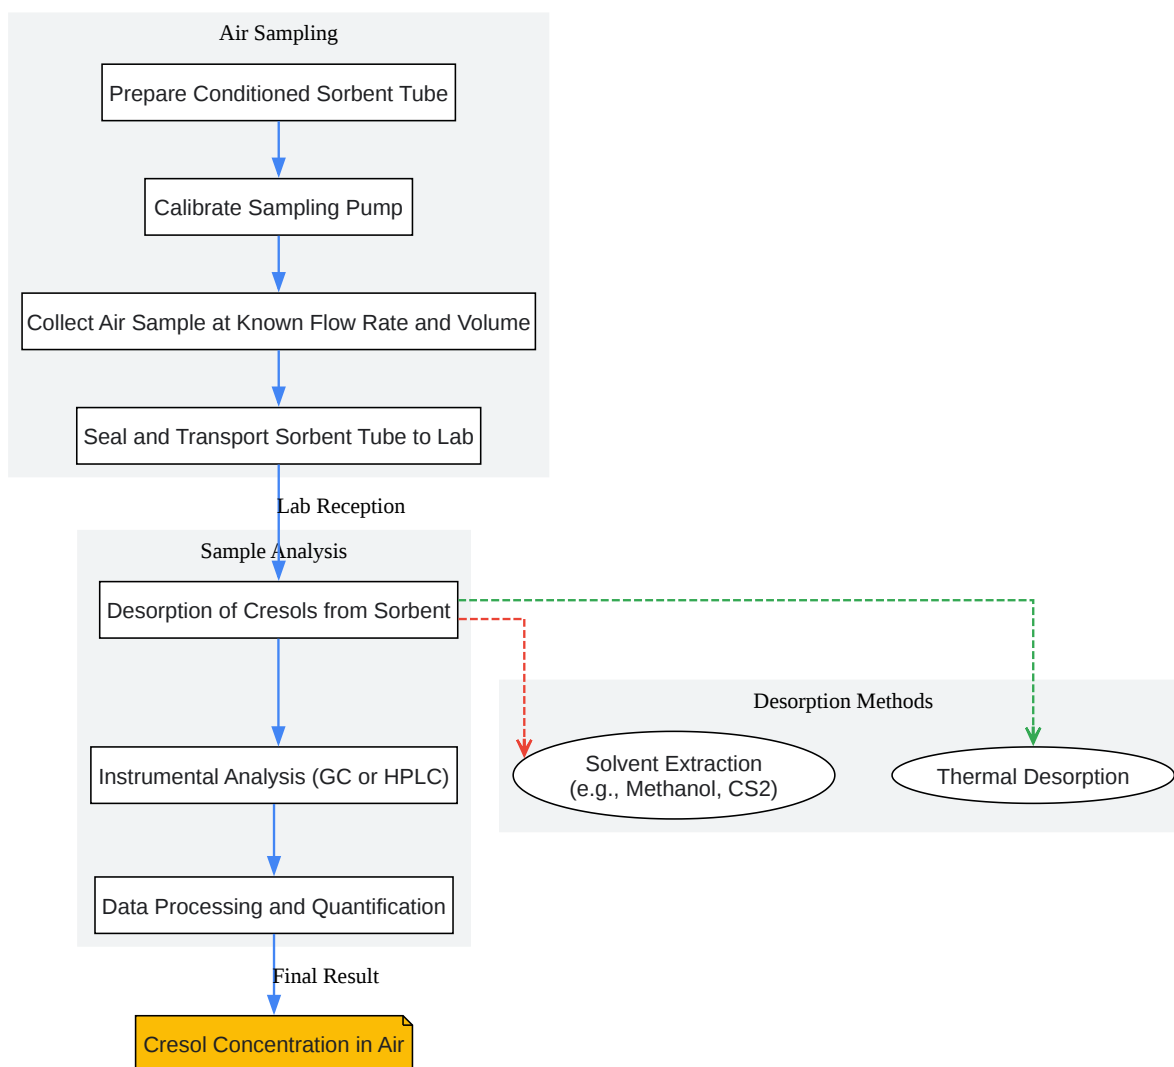 Air Sampling
Prepare Conditioned Sorbent Tube
Calibrate Sampling Pump
Collect Air Sample at Known Flow Rate and Volume
Seal and Transport Sorbent Tube to Lab
Lab Reception
Sample Analysis
Desorption of Cresols from Sorbent
Desorption Methods
Solvent Extraction
(e.g., Methanol, CS2)
Thermal Desorption
Instrumental Analysis (GC or HPLC)
Data Processing and Quantification
Final Result
Cresol Concentration in Air